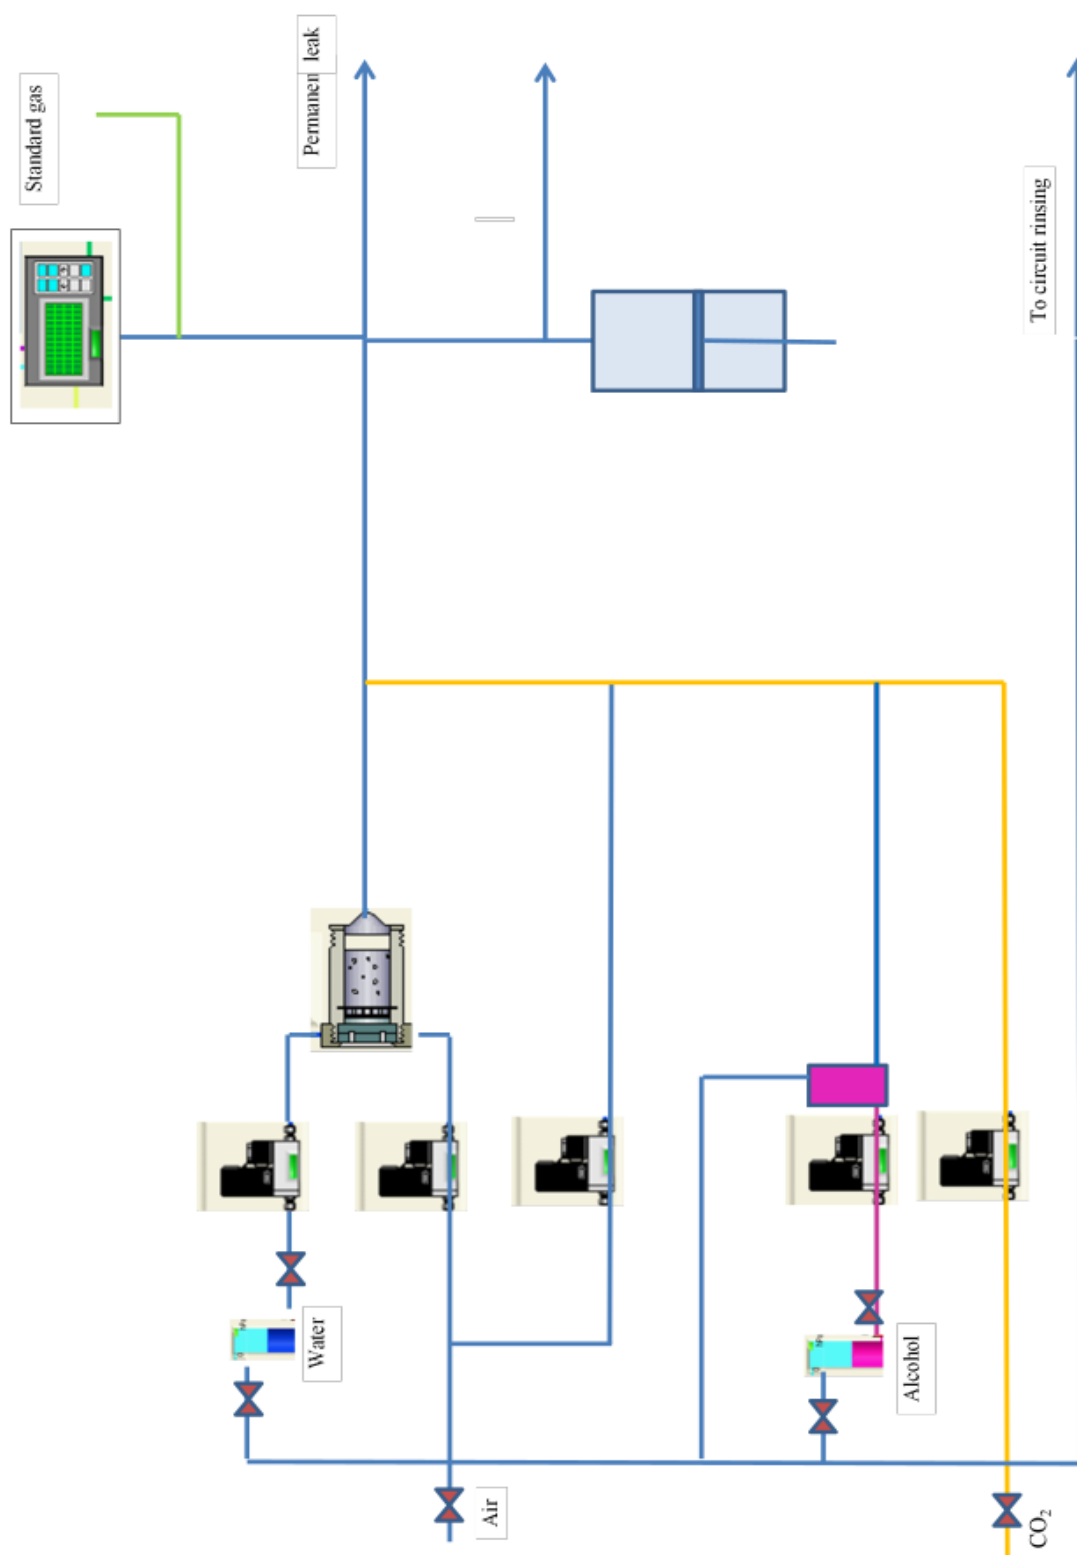 Standard gas
Permanen leak
To circuit rinsing
Water
Alcohol
Air
CO₂